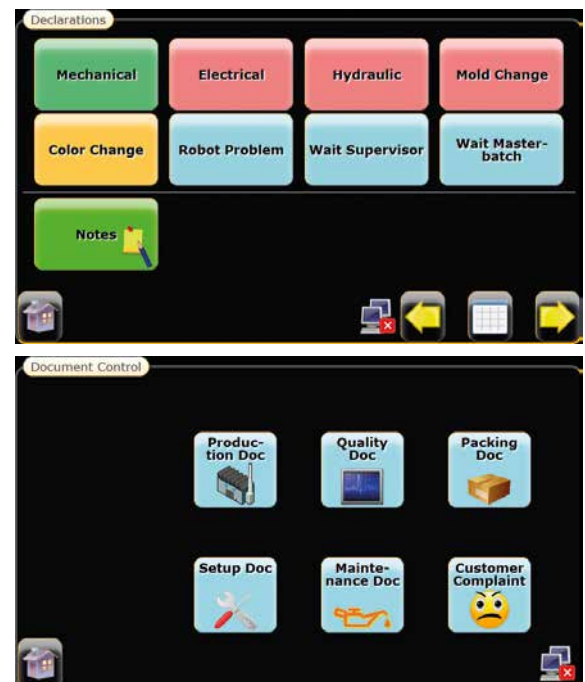 Declarations
Mechanical
Electrical
Hydraulic
Mold Change
Color Change
Robot Problem
Wait Supervisor
Wait Master-
batch
Notes
Document Control
Produc-
tion Doc
Quality
Doc
Packing
Doc
Setup Doc
Mainte-
nance Doc
Customer
Complaint